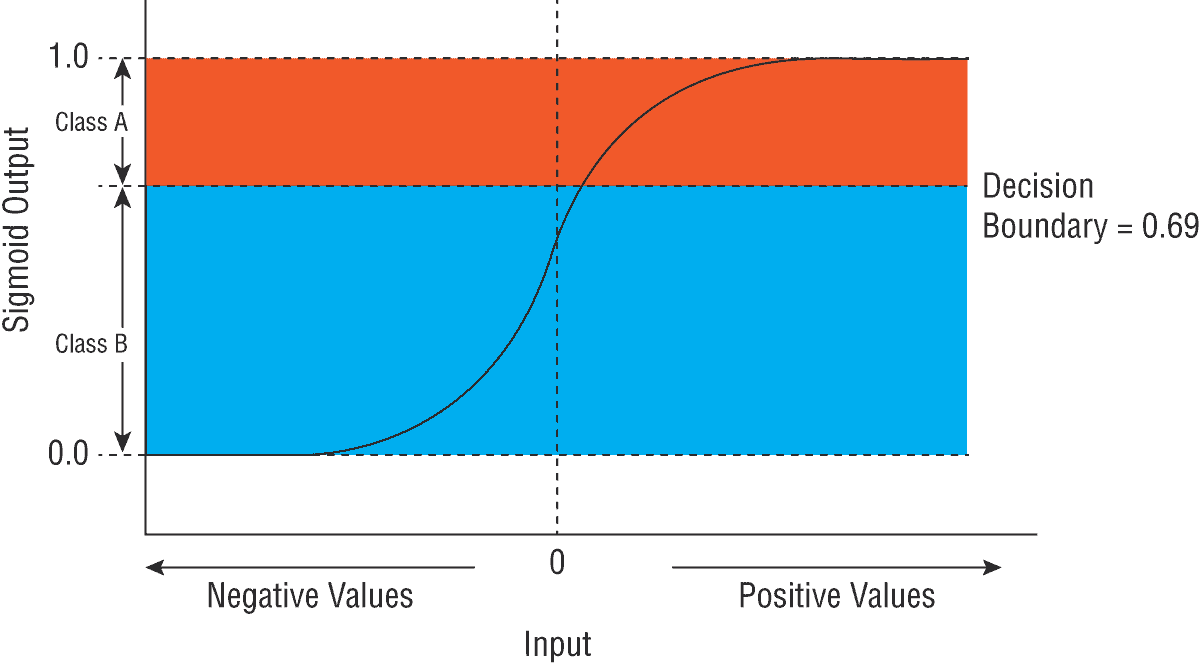 1.0
Class A
Sigmoid Output
Decision
Boundary = 0.69
Class B
0.0
0
Negative Values
Positive Values
Input